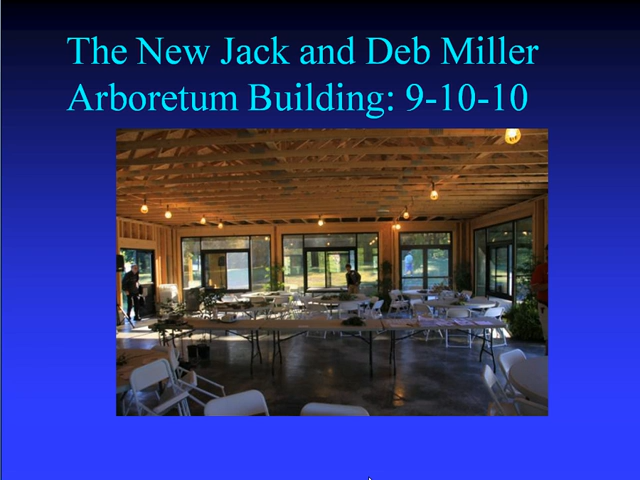 The New Jack and Deb Miller
Arboretum Building: 9-10-10